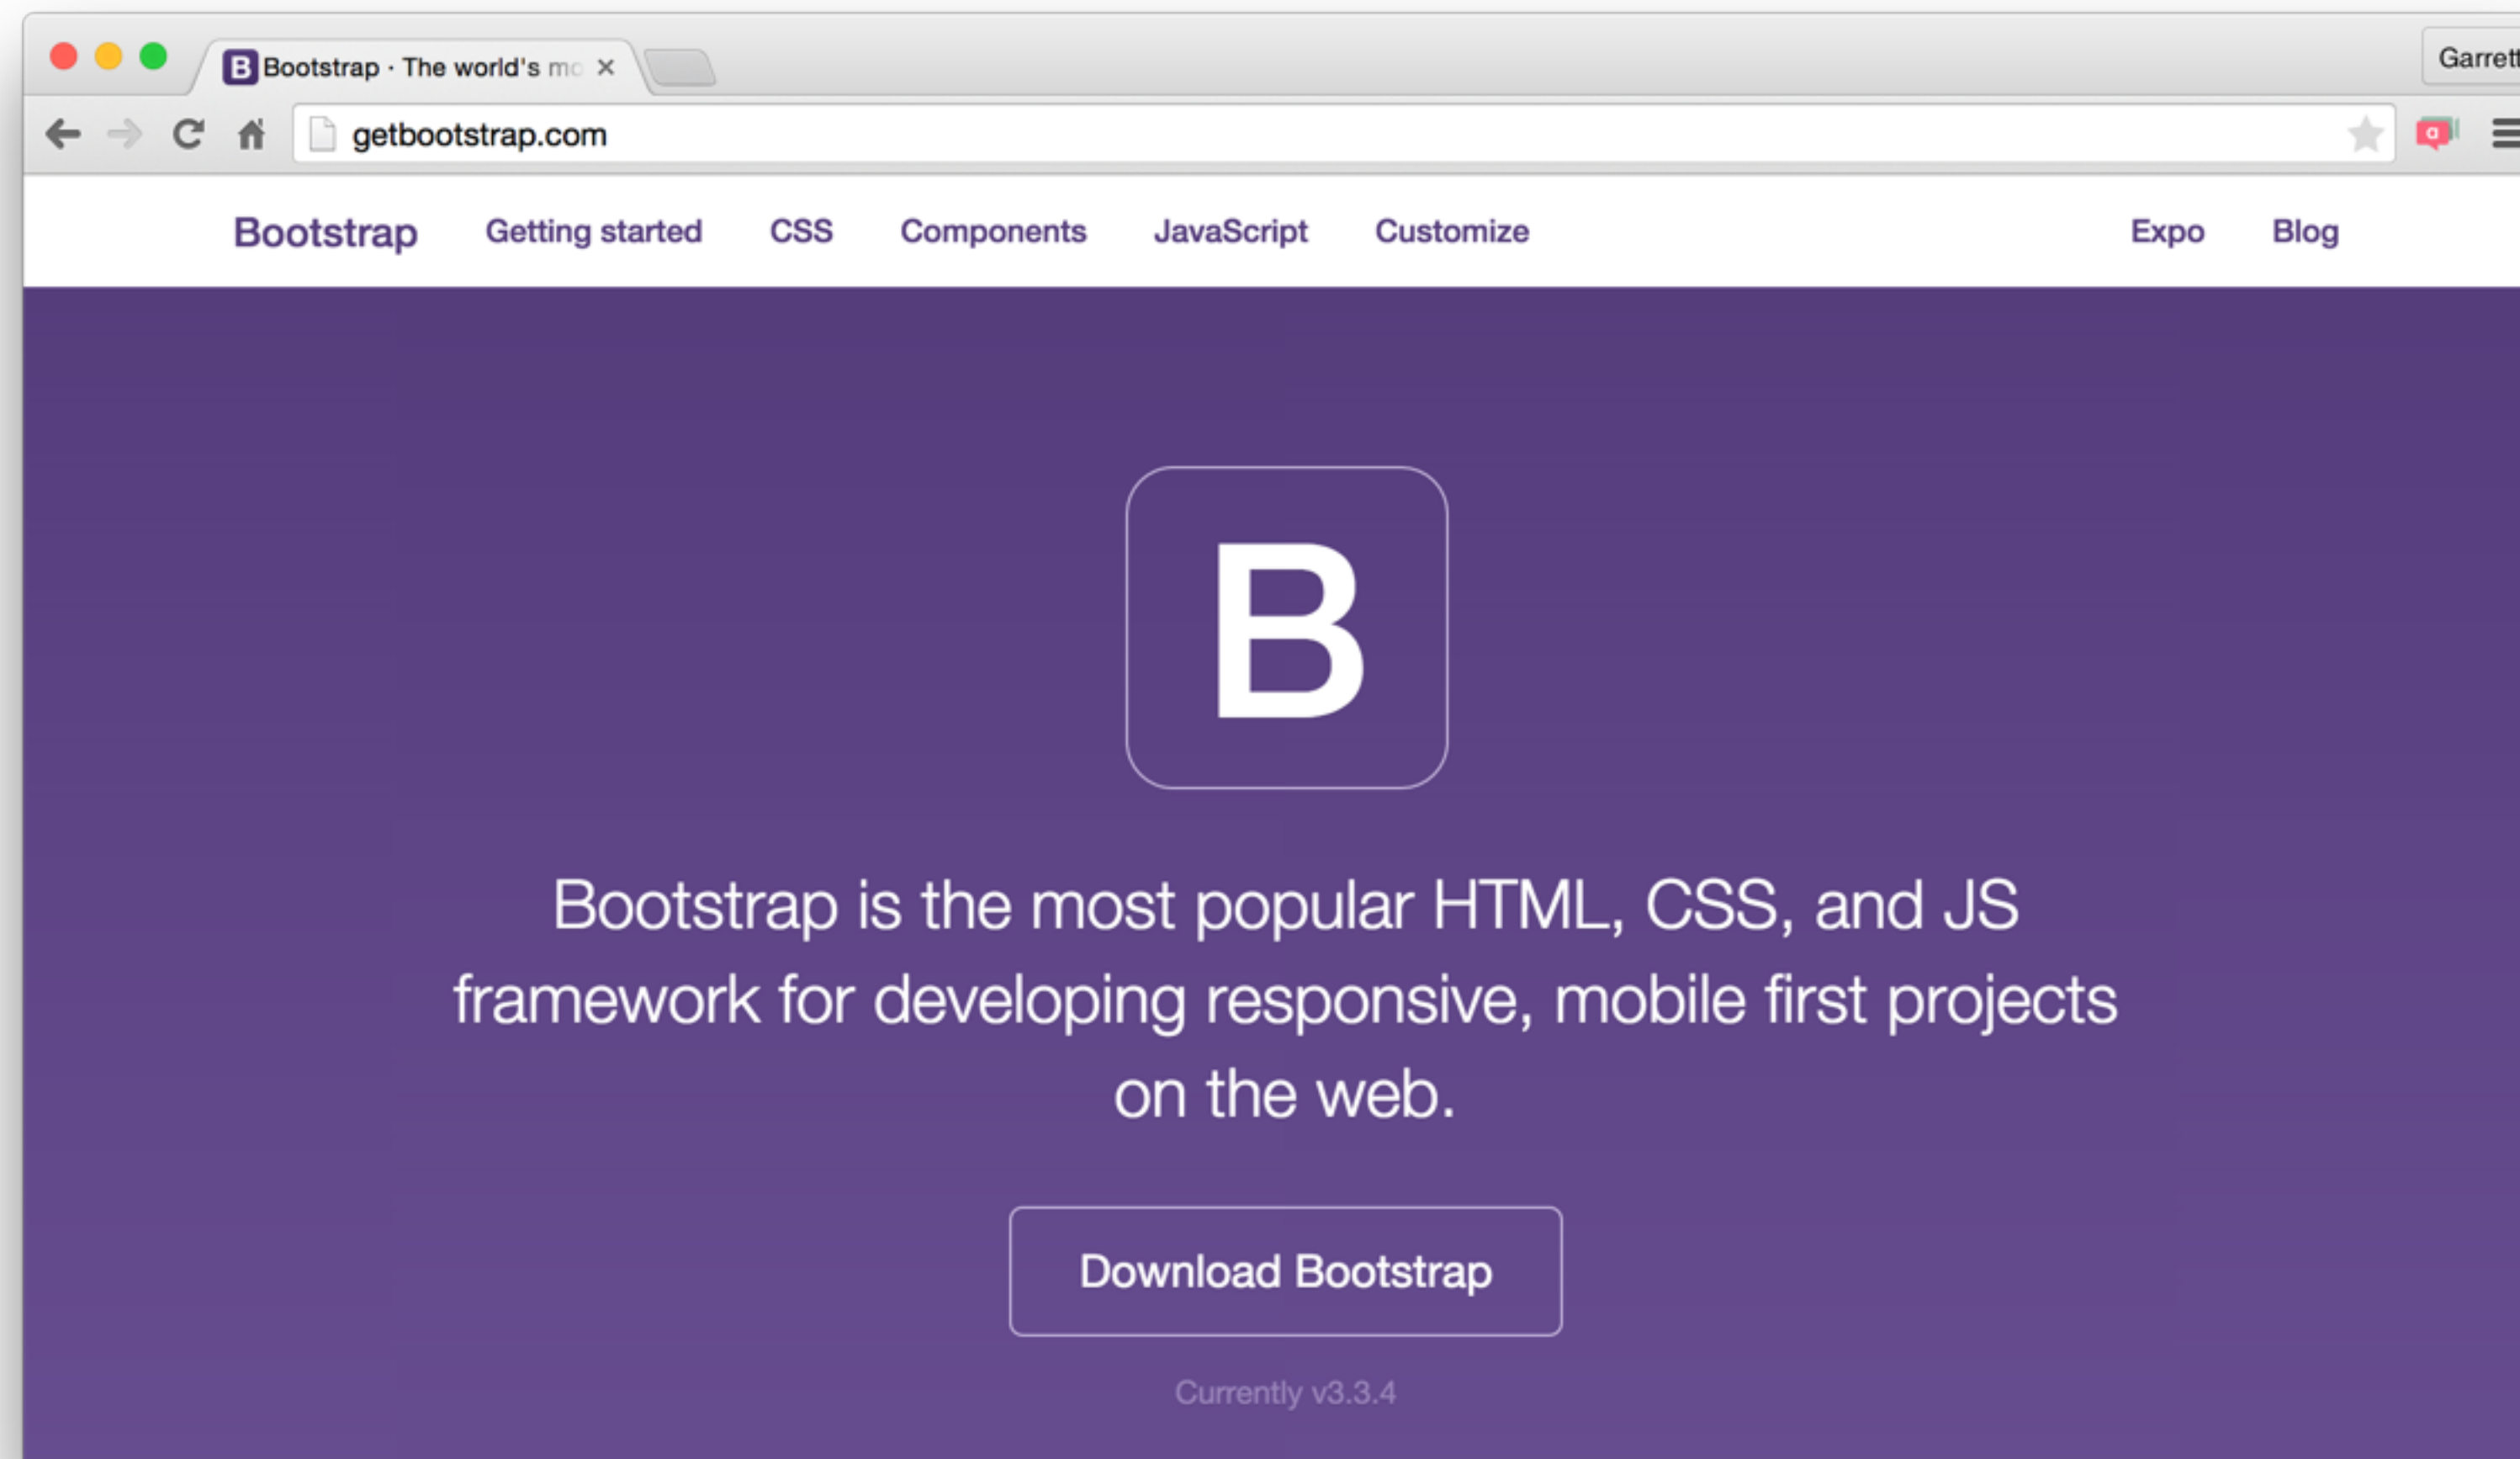 Bootstrap · The world's mo
Garrett
getbootstrap.com
Bootstrap Getting started CSS Components JavaScript Customize Expo Blog
B
Bootstrap is the most popular HTML, CSS, and JS
framework for developing responsive, mobile first projects
on the web.
Download Bootstrap
Currently v3.3.4